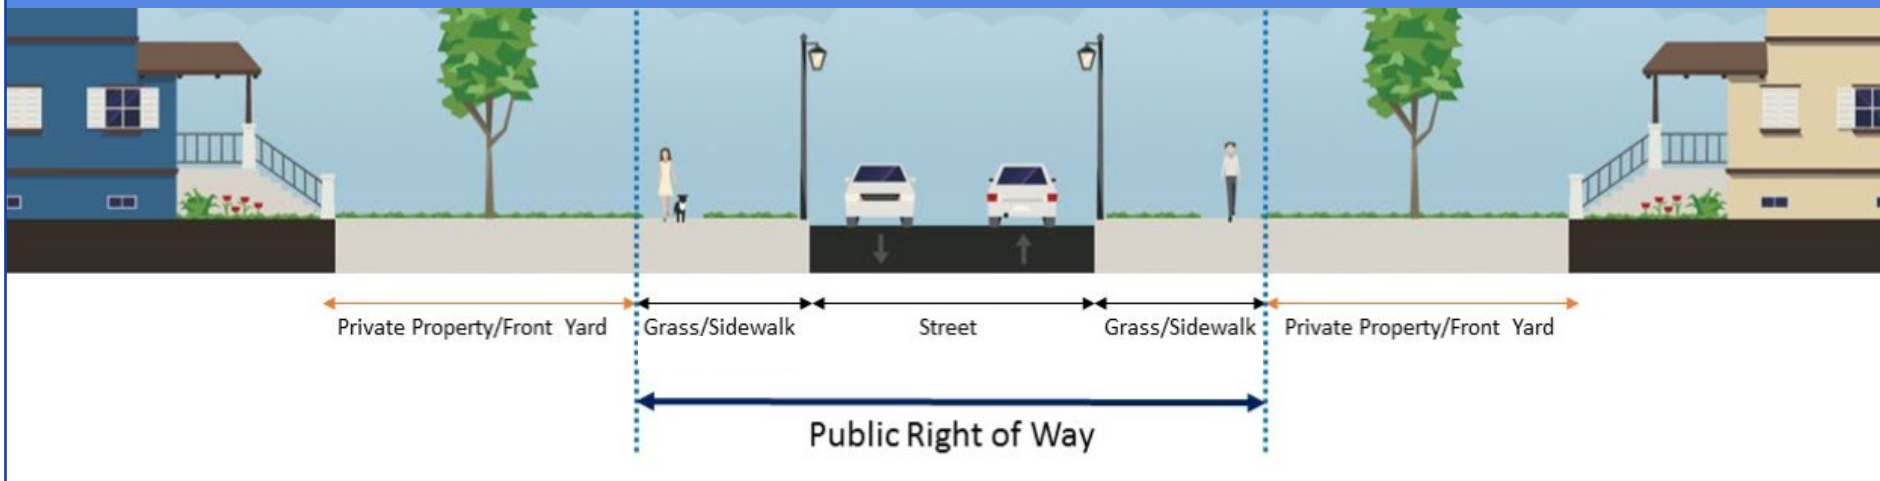 Private Property/Front Yard
Grass/Sidewalk
Street
Grass/Sidewalk
Private Property/Front Yard
Public Right of Way